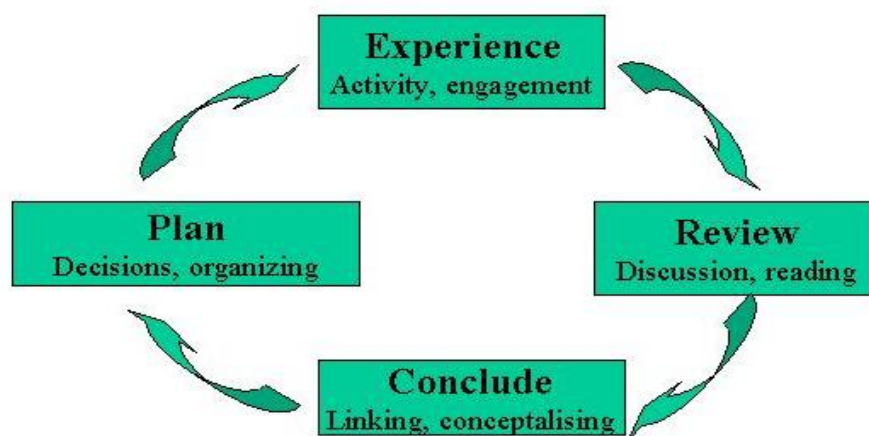 Experience
Activity, engagement
Plan
Decisions, organizing
Review
Discussion, reading
Conclude
Linking, conceptalising